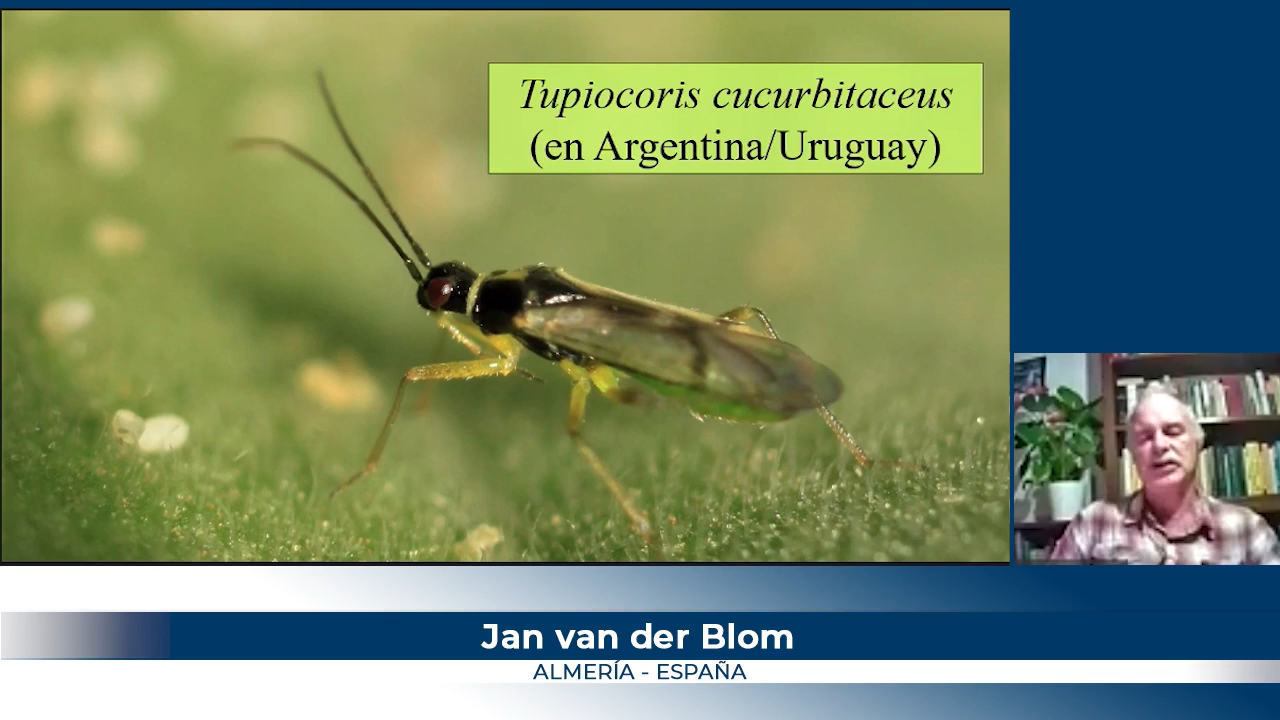 Tupiocoris cucurbitaceus
(en Argentina/Uruguay)
Jan van der Blom
ALMERÍA - ESPAÑA